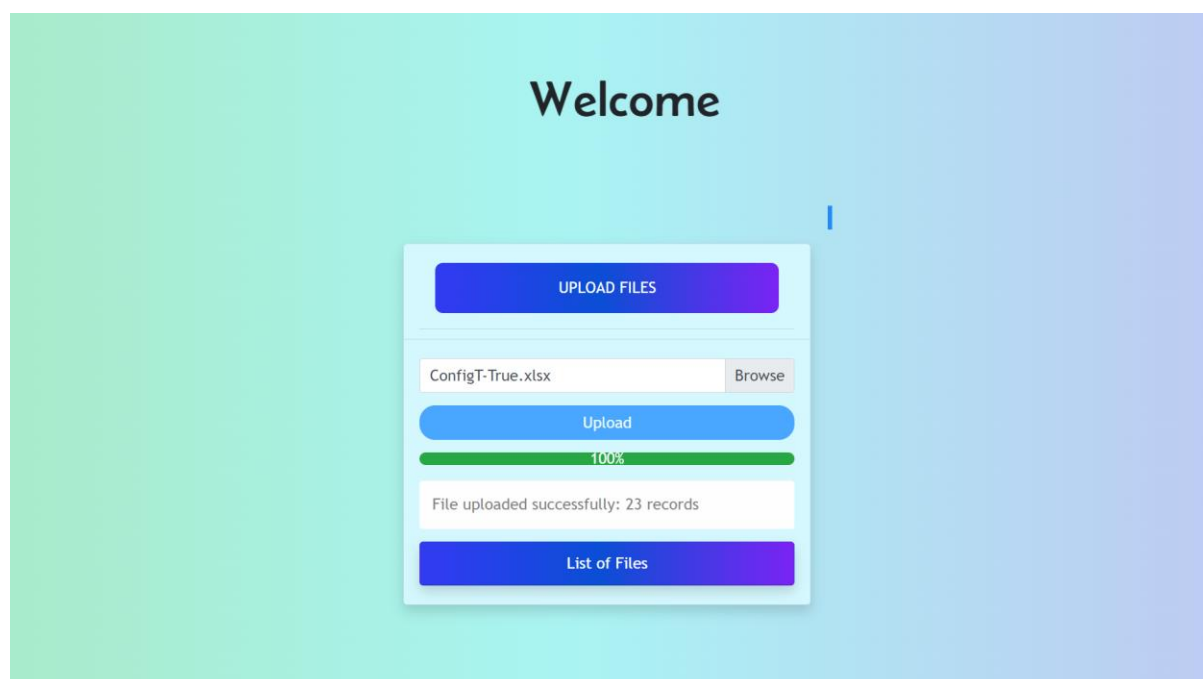 Welcome
UPLOAD FILES
ConfigT-True.xlsx Browse
Upload
100%
File uploaded successfully: 23 records
List of Files